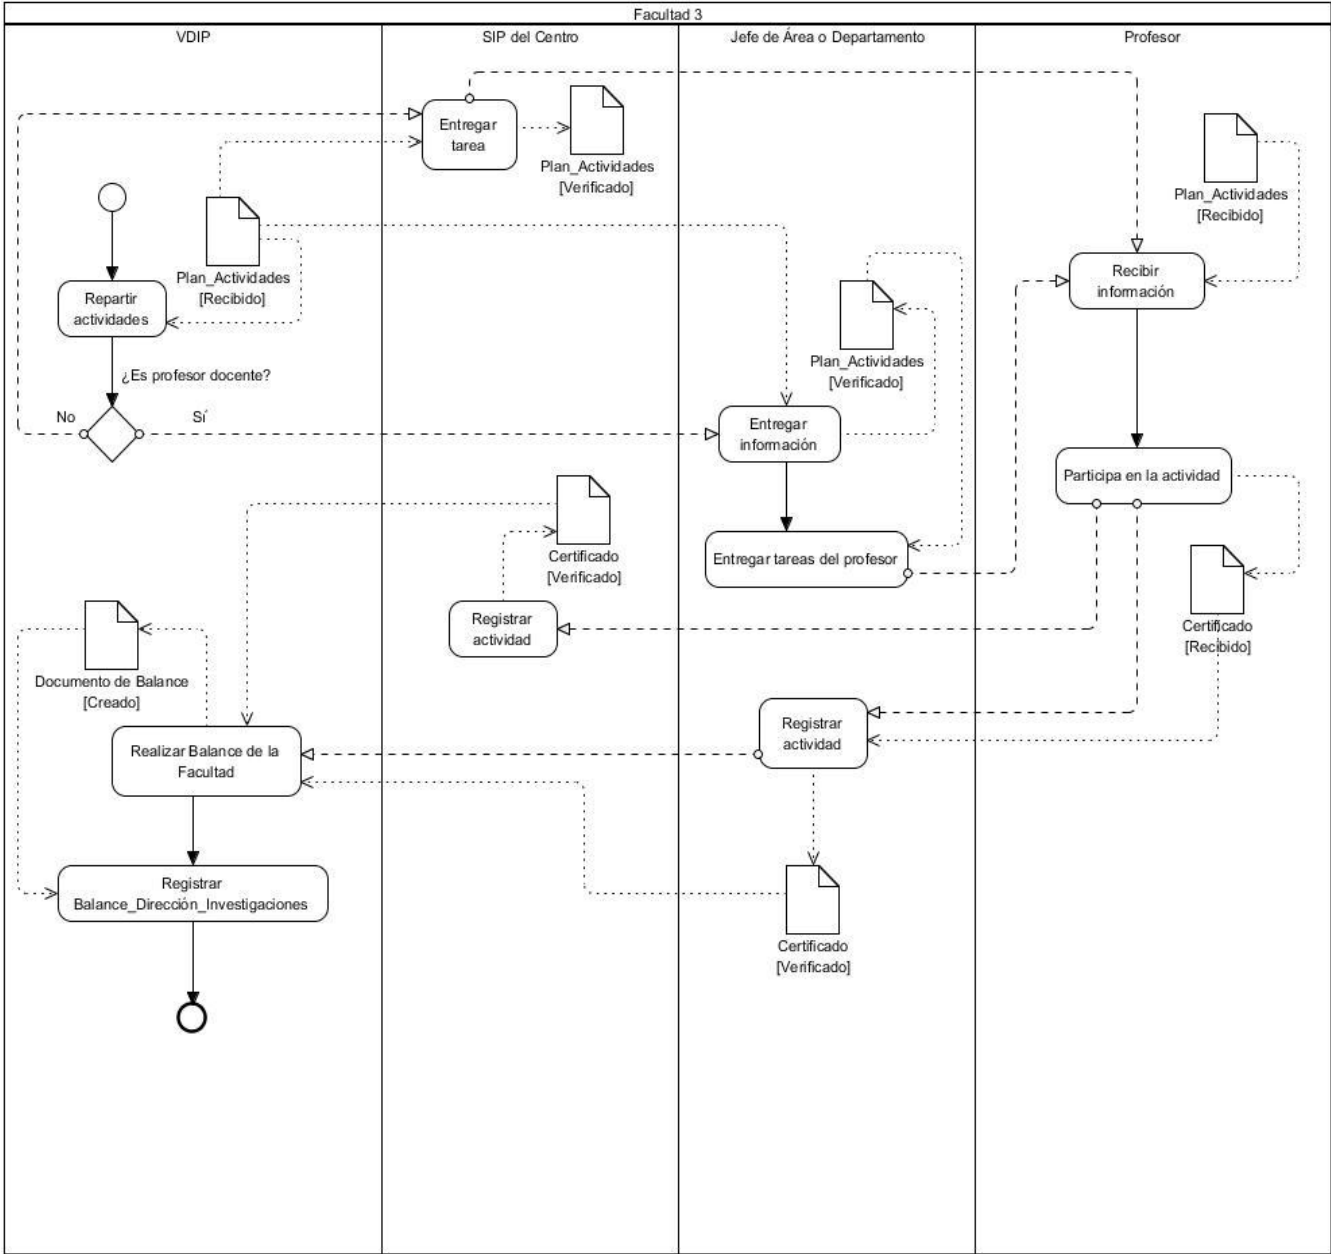 Facultad 3
VDIP
SIP del Centro
Jefe de Área o Departamento
Profesor
Entregar
tarea
Plan_Actividades
[Verificado]
Plan_Actividades
[Recibido]
Plan_Actividades
[Recibido]
Repartir
actividades
Recibir
información
¿Es profesor docente?
No
Sí
Plan_Actividades
[Verificado]
Entregar
información
Participa en la actividad
Certificado
[Verificado]
Entregar tareas del profesor
Registrar
actividad
Certificado
[Recibido]
Documento de Balance
[Creado]
Registrar
actividad
Realizar Balance de la
Facultad
Registrar
Balance_Dirección_Investigaciones
Certificado
[Verificado]